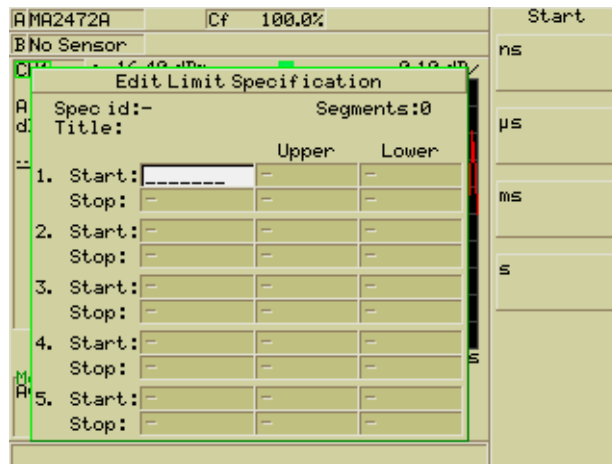 A MA2472A Cf 100.0%
B No Sensor
Edit Limit Specification
Spec id:- Segments:0
Title:
Upper Lower
1. Start: _______ - -
Stop: - - -
2. Start: - - -
Stop: - - -
3. Start: - - -
Stop: - - -
4. Start: - - -
Stop: - - -
5. Start: - - -
Stop: - - -
Start
ns
µs
ms
s